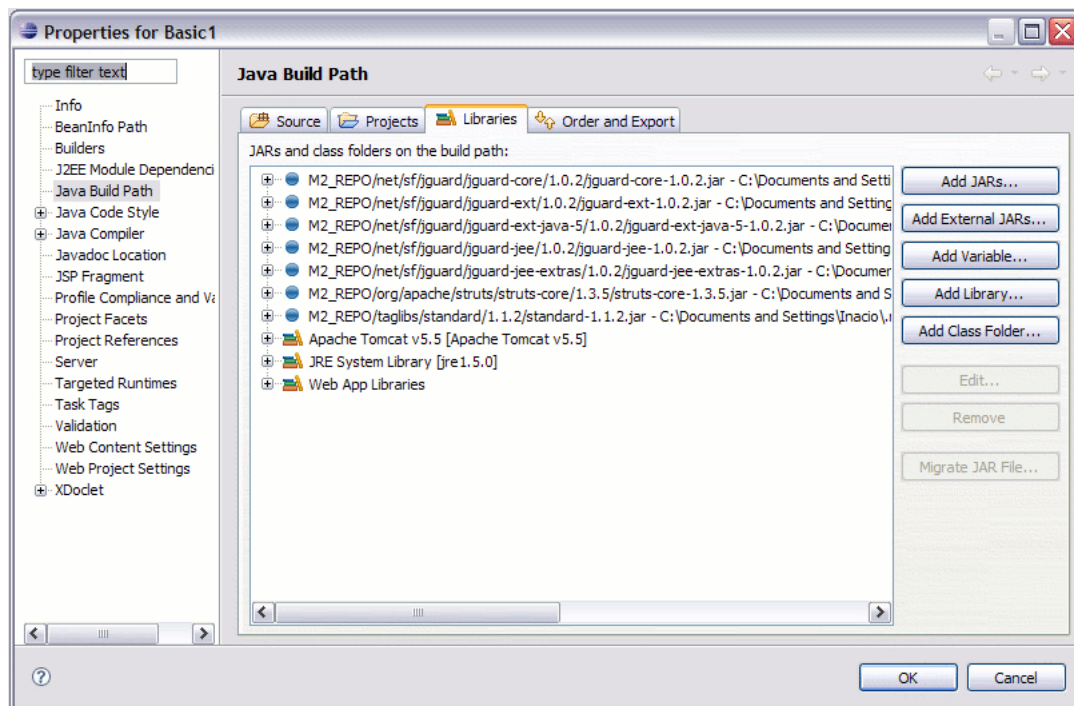 Properties for Basic1
type filter text
Info
BeanInfo Path
Builders
J2EE Module Dependenci
Java Build Path
Java Code Style
Java Compiler
Javadoc Location
JSP Fragment
Profile Compliance and Va
Project Facets
Project References
Server
Targeted Runtimes
Task Tags
Validation
Web Content Settings
Web Project Settings
XDoclet
Java Build Path
Source Projects Libraries Order and Export
JARs and class folders on the build path:
M2_REPO/net/sf/jguard/jguard-core/1.0.2/jguard-core-1.0.2.jar - C:\Documents and Setti
M2_REPO/net/sf/jguard/jguard-ext/1.0.2/jguard-ext-1.0.2.jar - C:\Documents and Setting
M2_REPO/net/sf/jguard/jguard-ext-java-5/1.0.2/jguard-ext-java-5-1.0.2.jar - C:\Documer
M2_REPO/net/sf/jguard/jguard-jee/1.0.2/jguard-jee-1.0.2.jar - C:\Documents and Setting
M2_REPO/net/sf/jguard/jguard-jee-extras/1.0.2/jguard-jee-extras-1.0.2.jar - C:\Documer
M2_REPO/org/apache/struts/struts-core/1.3.5/struts-core-1.3.5.jar - C:\Documents and S
M2_REPO/taglibs/standard/1.1.2/standard-1.1.2.jar - C:\Documents and Settings\Inacio\.r
Apache Tomcat v5.5 [Apache Tomcat v5.5]
JRE System Library [jre1.5.0]
Web App Libraries
Add JARs...
Add External JARs...
Add Variable...
Add Library...
Add Class Folder...
Edit...
Remove
Migrate JAR File...
OK Cancel